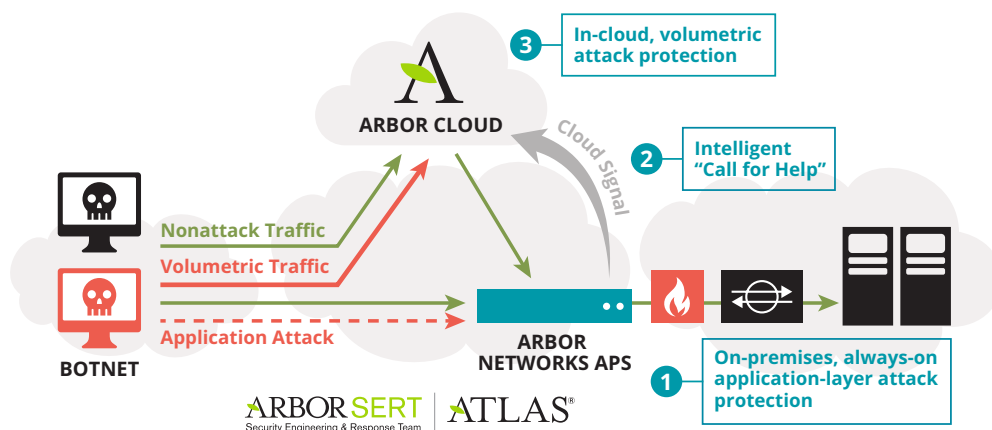 3
In-cloud, volumetric
attack protection
A
ARBOR CLOUD
Cloud Signal
2
Intelligent
“Call for Help”
Nonattack Traffic
Volumetric Traffic
Application Attack
BOTNET
ARBOR
NETWORKS APS
1
On-premises, always-on
application-layer attack
protection
ARBOR SERT
Security Engineering & Response Team
ATLAS®